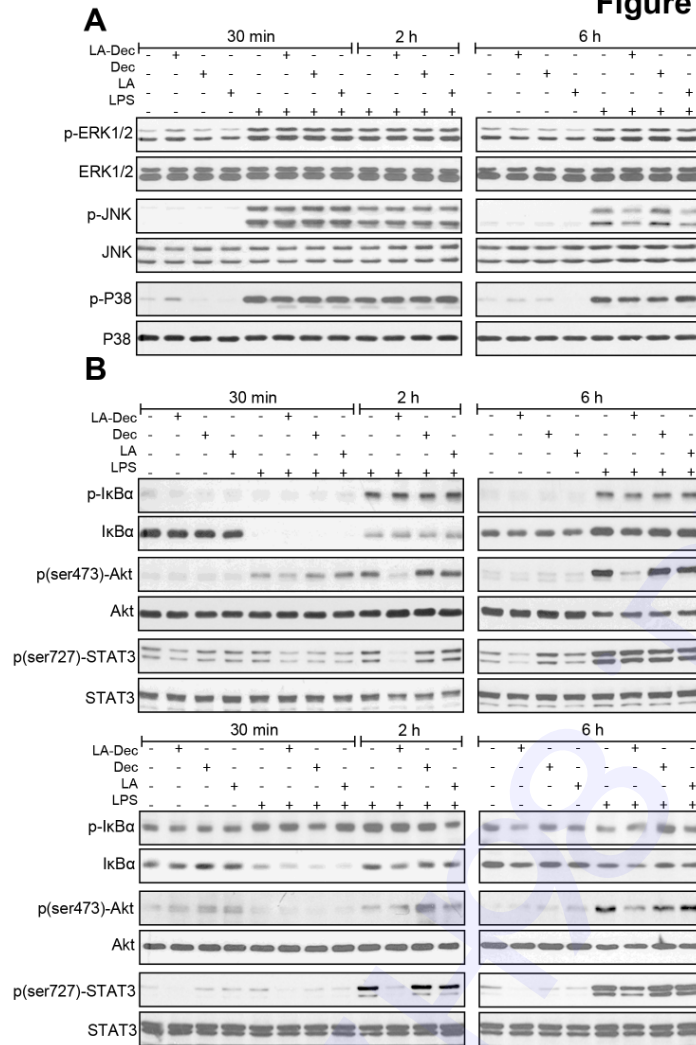 Figure
A
30 min 2 h 6 h
LA-Dec - + - - - + - - - + - - - + - - - + - -
Dec - - + - - - + - - - + - - - + - - - + -
LA - - - + - - - + - - - + - - - + - - - +
LPS - - - - + + + + + + + + - - - - + + + +
p-ERK1/2
ERK1/2
p-JNK
JNK
p-P38
P38
B
30 min 2 h 6 h
LA-Dec - + - - - + - - - + - - - + - - - + - -
Dec - - + - - - + - - - + - - - + - - - + -
LA - - - + - - - + - - - + - - - + - - - +
LPS - - - - + + + + + + + + - - - - + + + +
p-IκBα
IκBα
p(ser473)-Akt
Akt
p(ser727)-STAT3
STAT3
30 min 2 h 6 h
LA-Dec - + - - - + - - - + - - - + - - - + - -
Dec - - + - - - + - - - + - - - + - - - + -
LA - - - + - - - + - - - + - - - + - - - +
LPS - - - - + + + + + + + + - - - - + + + +
p-IκBα
IκBα
p(ser473)-Akt
Akt
p(ser727)-STAT3
STAT3